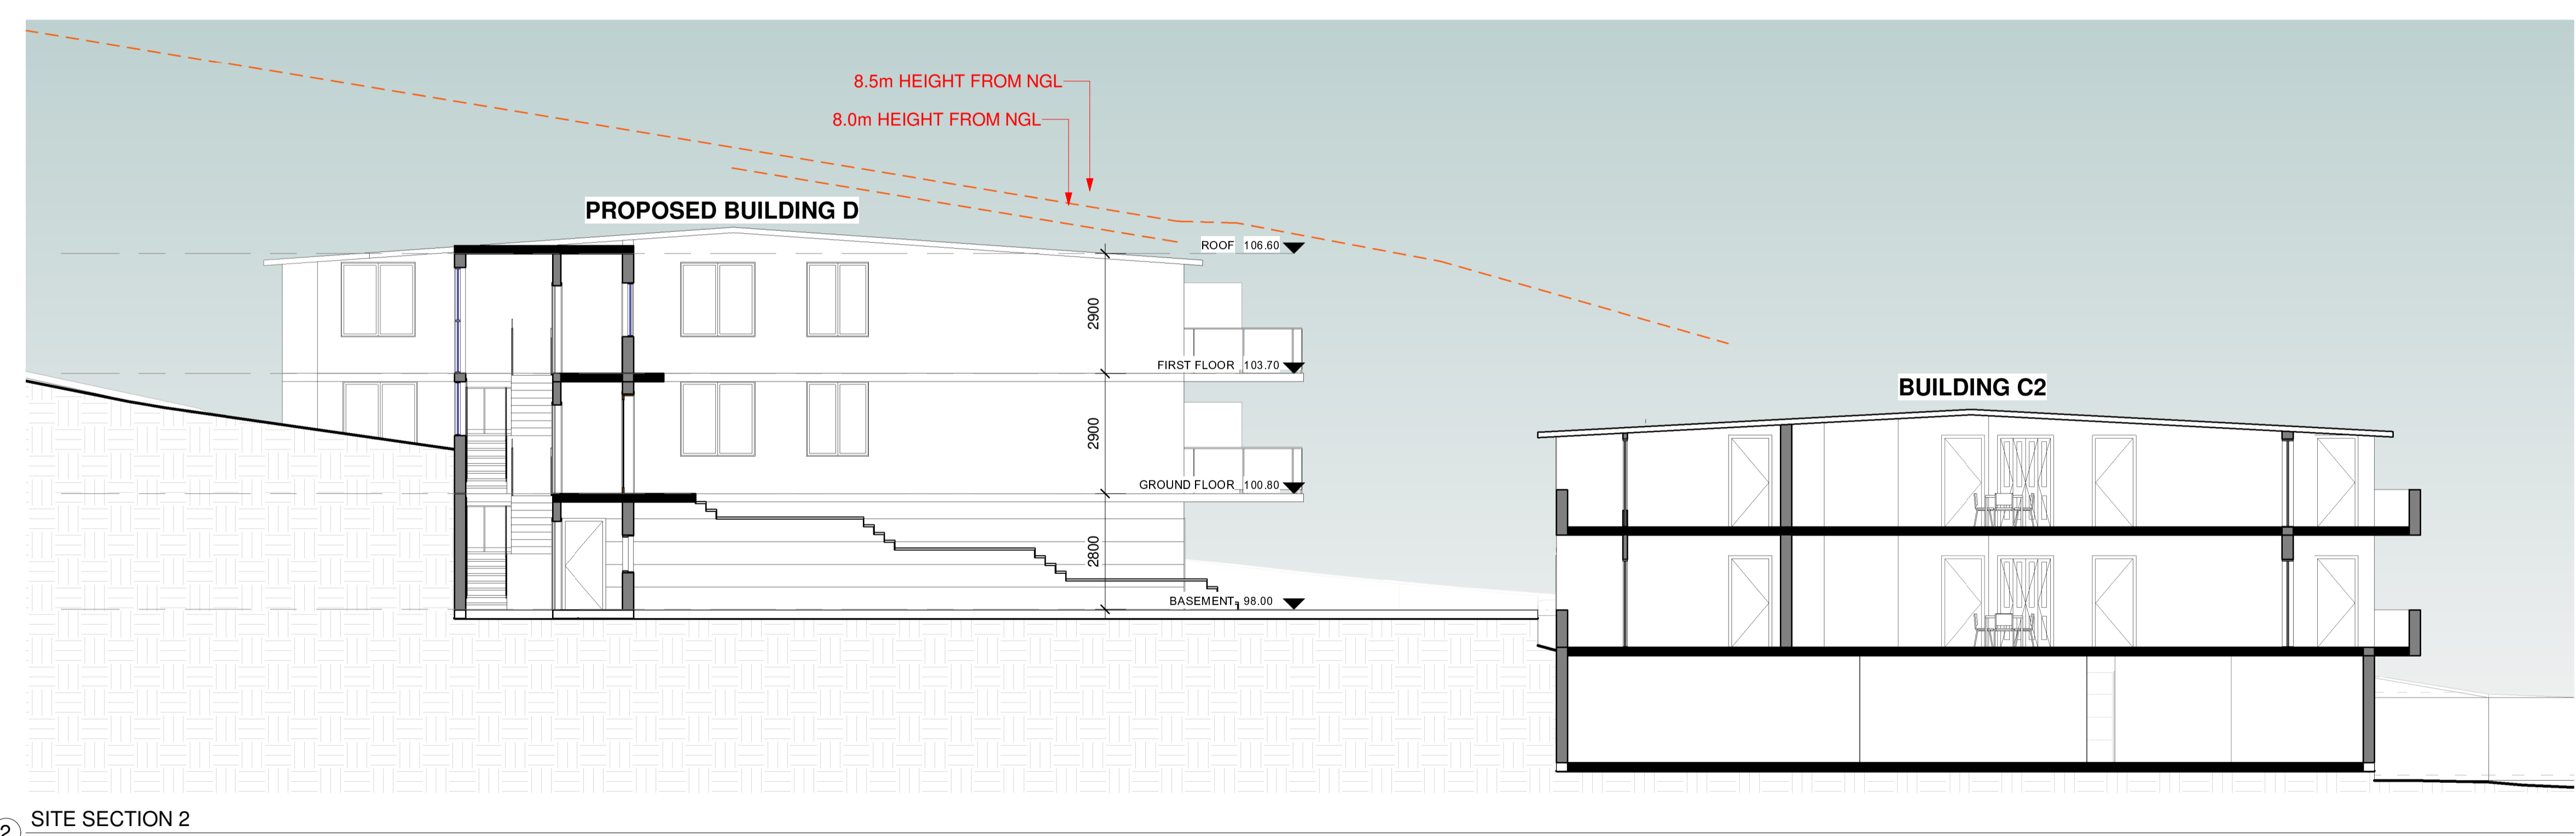 8.5m HEIGHT FROM NGL
8.0m HEIGHT FROM NGL
PROPOSED BUILDING D
ROOF 106.60
2900
FIRST FLOOR 103.70
BUILDING C2
2900
GROUND FLOOR 100.80
2800
BASEMENT 98.00
SITE SECTION 2
2